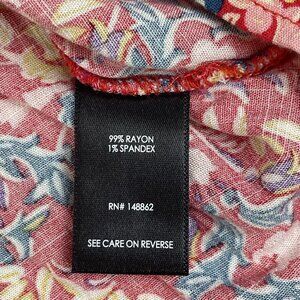 99% RAYON
1% SPANDEX
RN# 148862
SEE CARE ON REVERSE